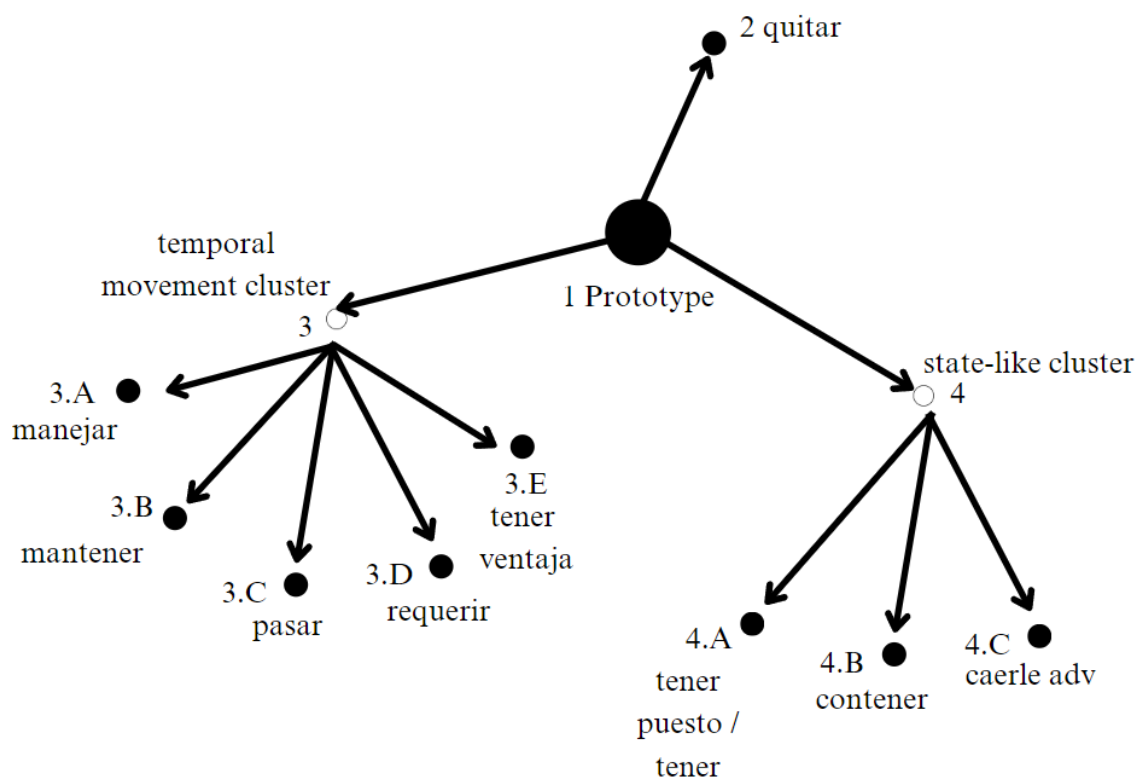 2 quitar
temporal
movement cluster
1 Prototype
3
state-like cluster
4
3.A
manejar
3.B
mantener
3.C
pasar
3.D
requerir
3.E
tener
ventaja
4.A
tener
puesto /
tener
4.B
contener
4.C
caerle adv